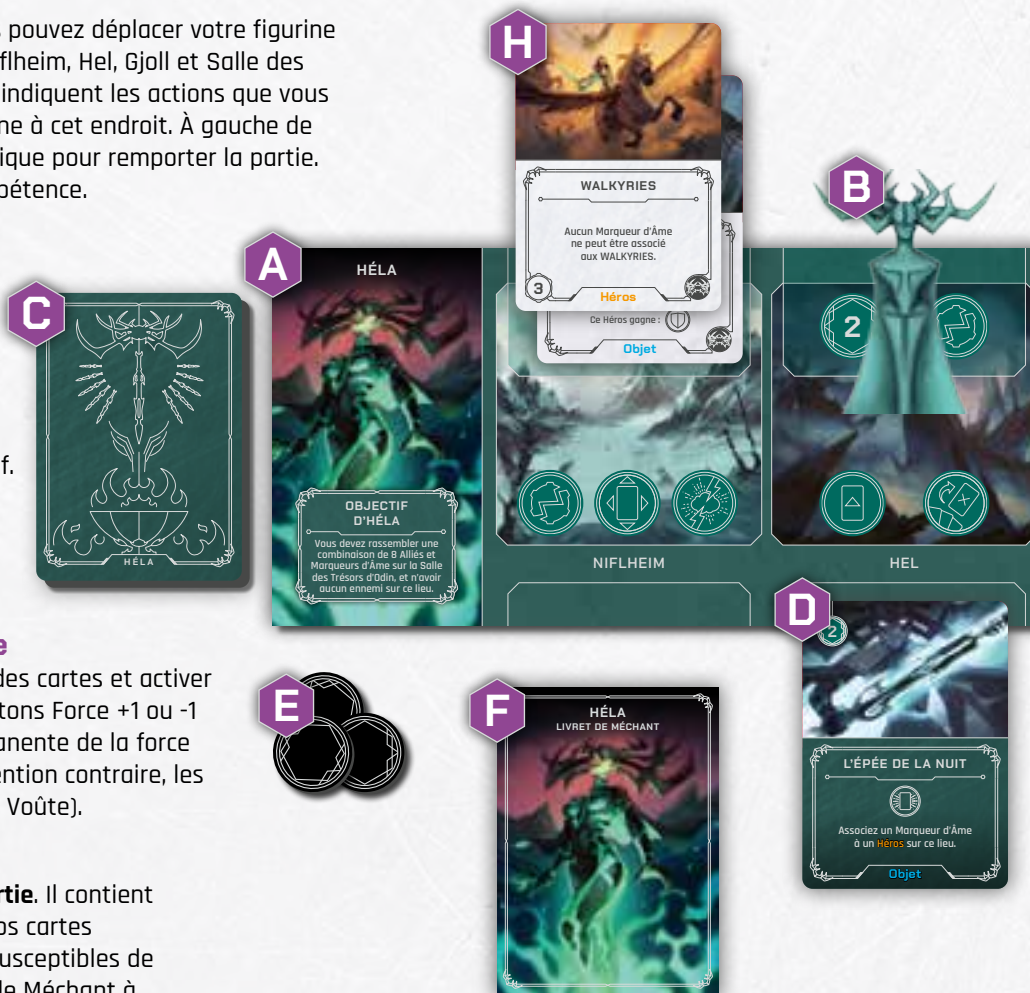 pouvez déplacer votre figurine
flheim, Hel, Gjoll et Salle des
indiquent les actions que vous
ne à cet endroit. À gauche de
ique pour remporter la partie.
pétence.
H
WALKYRIES
Aucun Marqueur d'Âme
ne peut être associé
aux WALKYRIES.
3
Héros
Ce Héros gagne :
Objet
B
2
A
HÉLA
OBJECTIF
D'HÉLA
Vous devez rassembler une
combinaison de 8 Alliés et
Marqueurs d'Âme sur la Salle
des Trésors d'Odin, et n'avoir
aucun ennemi sur ce lieu.
NIFLHEIM
HEL
C
HÉLA
f.
D
2
L'ÉPÉE DE LA NUIT
Associez un Marqueur d'Âme
à un Héros sur ce lieu.
Objet
e
des cartes et activer
tons Force +1 ou -1
anente de la force
ention contraire, les
Voûte).
E
F
HÉLA
LIVRET DE MÉCHANT
rtie. Il contient
os cartes
usceptibles de
de Méchant à